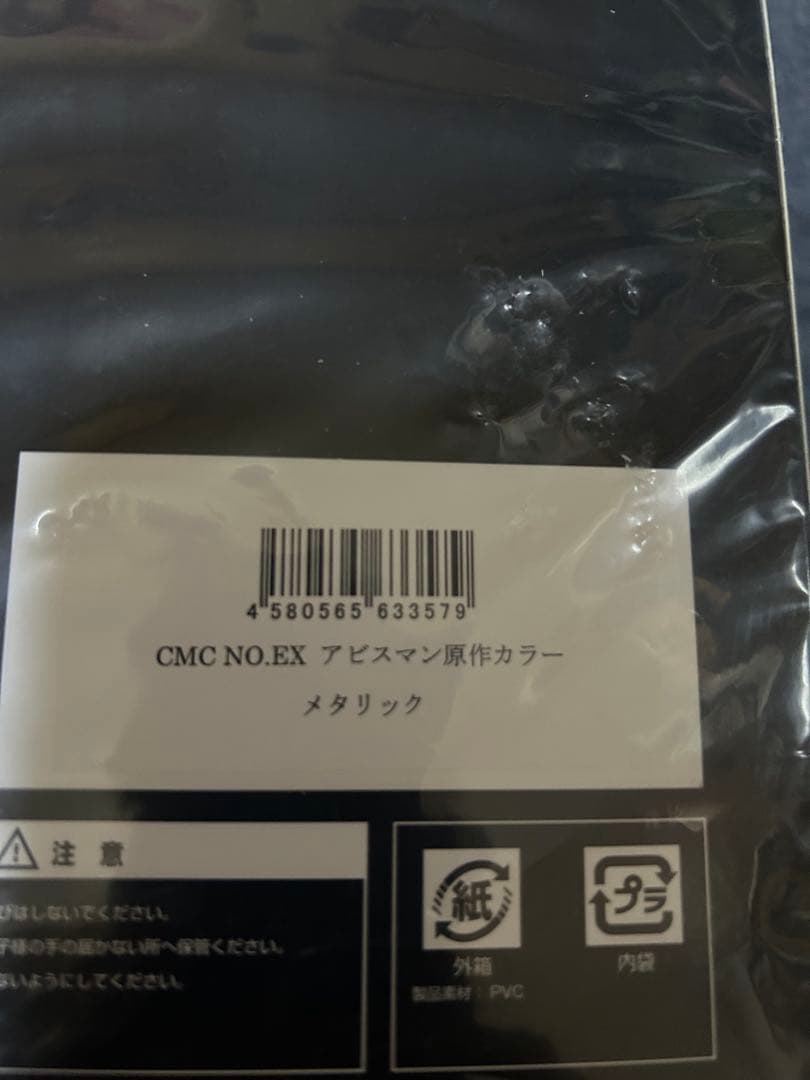 4 580565 633579
CMC NO.EX アビスマン原作カラー
メタリック
注 意
びはしないでください。
子様の手の届かない所へ保管ください。
ないようにしてください。
紙
外箱
プラ
内袋
製品素材：PVC